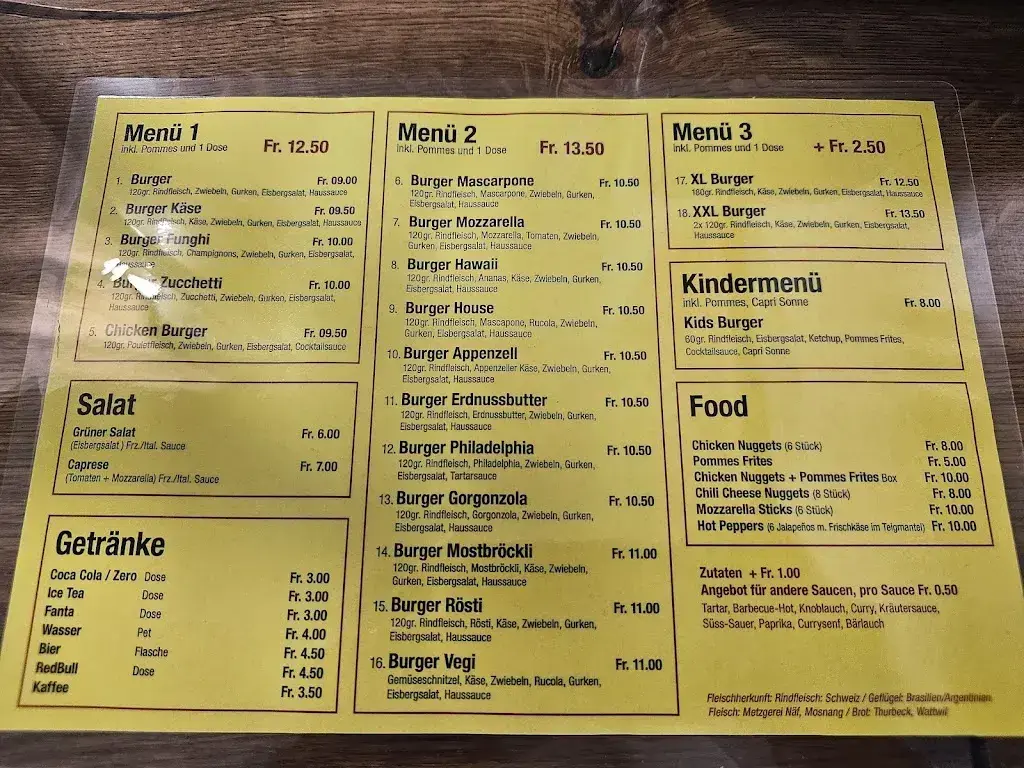 Menü 1
inkl. Pommes und 1 Dose Fr. 12.50
1. Burger Fr. 09.00
120gr. Rindfleisch, Zwiebeln, Gurken, Eisbergsalat, Haussauce
2. Burger Käse Fr. 09.50
120gr. Rindfleisch, Käse, Zwiebeln, Gurken, Eisbergsalat, Haussauce
3. Burger Funghi Fr. 10.00
120gr. Rindfleisch, Champignons, Zwiebeln, Gurken, Eisbergsalat,
Haussauce
4. Burger Zucchetti Fr. 10.00
120gr. Rindfleisch, Zucchetti, Zwiebeln, Gurken, Eisbergsalat,
Haussauce
5. Chicken Burger Fr. 09.50
120gr. Pouletfleisch, Zwiebeln, Gurken, Eisbergsalat, Cocktailsauce
Salat
Grüner Salat Fr. 6.00
(Eisbergsalat ) Frz./Ital. Sauce
Caprese Fr. 7.00
(Tomaten + Mozzarella) Frz./Ital. Sauce
Getränke
Coca Cola / Zero Dose Fr. 3.00
Ice Tea Dose Fr. 3.00
Fanta Dose Fr. 3.00
Wasser Pet Fr. 4.00
Bier Flasche Fr. 4.50
RedBull Dose Fr. 4.50
Kaffee Fr. 3.50
Menü 2
inkl. Pommes und 1 Dose Fr. 13.50
6. Burger Mascarpone Fr. 10.50
120gr. Rindfleisch, Mascarpone, Zwiebeln, Gurken,
Eisbergsalat, Haussauce
7. Burger Mozzarella Fr. 10.50
120gr. Rindfleisch, Mozzarella, Tomaten, Zwiebeln,
Gurken, Eisbergsalat, Haussauce
8. Burger Hawaii Fr. 10.50
120gr. Rindfleisch, Ananas, Käse, Zwiebeln, Gurken,
Eisbergsalat, Haussauce
9. Burger House Fr. 10.50
120gr. Rindfleisch, Mascapone, Rucola, Zwiebeln,
Gurken, Eisbergsalat, Haussauce
10. Burger Appenzell Fr. 10.50
120gr. Rindfleisch, Appenzeller Käse, Zwiebeln, Gurken,
Eisbergsalat, Haussauce
11. Burger Erdnussbutter Fr. 10.50
120gr. Rindfleisch, Erdnussbutter, Zwiebeln, Gurken,
Eisbergsalat, Haussauce
12. Burger Philadelphia Fr. 10.50
120gr. Rindfleisch, Philadelphia, Zwiebeln, Gurken,
Eisbergsalat, Tartarsauce
13. Burger Gorgonzola Fr. 10.50
120gr. Rindfleisch, Gorgonzola, Zwiebeln, Gurken,
Eisbergsalat, Haussauce
14. Burger Mostbröckli Fr. 11.00
120gr. Rindfleisch, Mostbröckli, Käse, Zwiebeln,
Gurken, Eisbergsalat, Haussauce
15. Burger Rösti Fr. 11.00
120gr. Rindfleisch, Rösti, Käse, Zwiebeln, Gurken,
Eisbergsalat, Haussauce
16. Burger Vegi Fr. 11.00
Gemüseschnitzel, Käse, Zwiebeln, Rucola, Gurken,
Eisbergsalat, Haussauce
Menü 3
inkl. Pommes und 1 Dose + Fr. 2.50
17. XL Burger Fr. 12.50
180gr. Rindfleisch, Käse, Zwiebeln, Gurken, Eisbergsalat, Haussauce
18. XXL Burger Fr. 13.50
2x 120gr. Rindfleisch, Käse, Zwiebeln, Gurken, Eisbergsalat,
Haussauce
Kindermenü
inkl. Pommes, Capri Sonne Fr. 8.00
Kids Burger
60gr. Rindfleisch, Eisbergsalat, Ketchup, Pommes Frites,
Cocktailsauce, Capri Sonne
Food
Chicken Nuggets (6 Stück) Fr. 8.00
Pommes Frites Fr. 5.00
Chicken Nuggets + Pommes Frites Box Fr. 10.00
Chili Cheese Nuggets (8 Stück) Fr. 8.00
Mozzarella Sticks (6 Stück) Fr. 10.00
Hot Peppers (6 Jalapeños m. Frischkäse im Teigmantel) Fr. 10.00
Zutaten + Fr. 1.00
Angebot für andere Saucen, pro Sauce Fr. 0.50
Tartar, Barbecue-Hot, Knoblauch, Curry, Kräutersauce,
Süss-Sauer, Paprika, Currysenf, Bärlauch
Fleischherkunft: Rindfleisch: Schweiz / Geflügel: Brasilien/Argentinien
Fleisch: Metzgerei Näf, Mosnang / Brot: Thurbeck, Wattwil